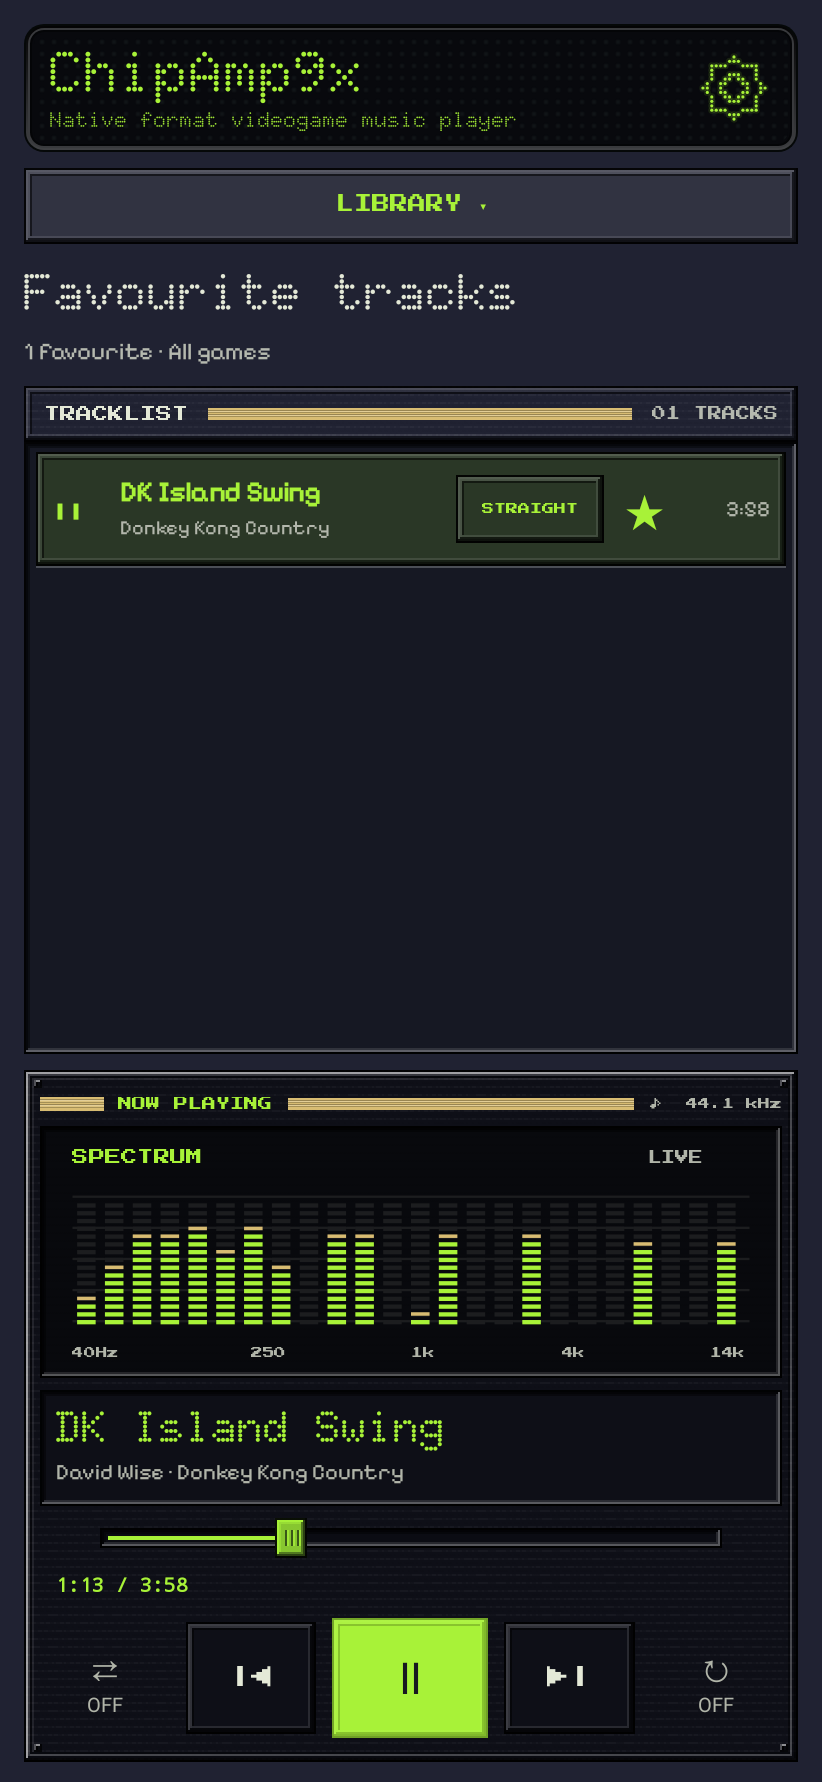 ChipAmp9x
Native format videogame music player
LIBRARY ▾
Favourite tracks
1 Favourite · All games
TRACKLIST 01 TRACKS
DK Island Swing
Donkey Kong Country
STRAIGHT
3:58
NOW PLAYING ♪ 44.1 kHz
SPECTRUM LIVE
40Hz 250 1k 4k 14k
DK Island Swing
David Wise · Donkey Kong Country
1:13 / 3:58
OFF OFF